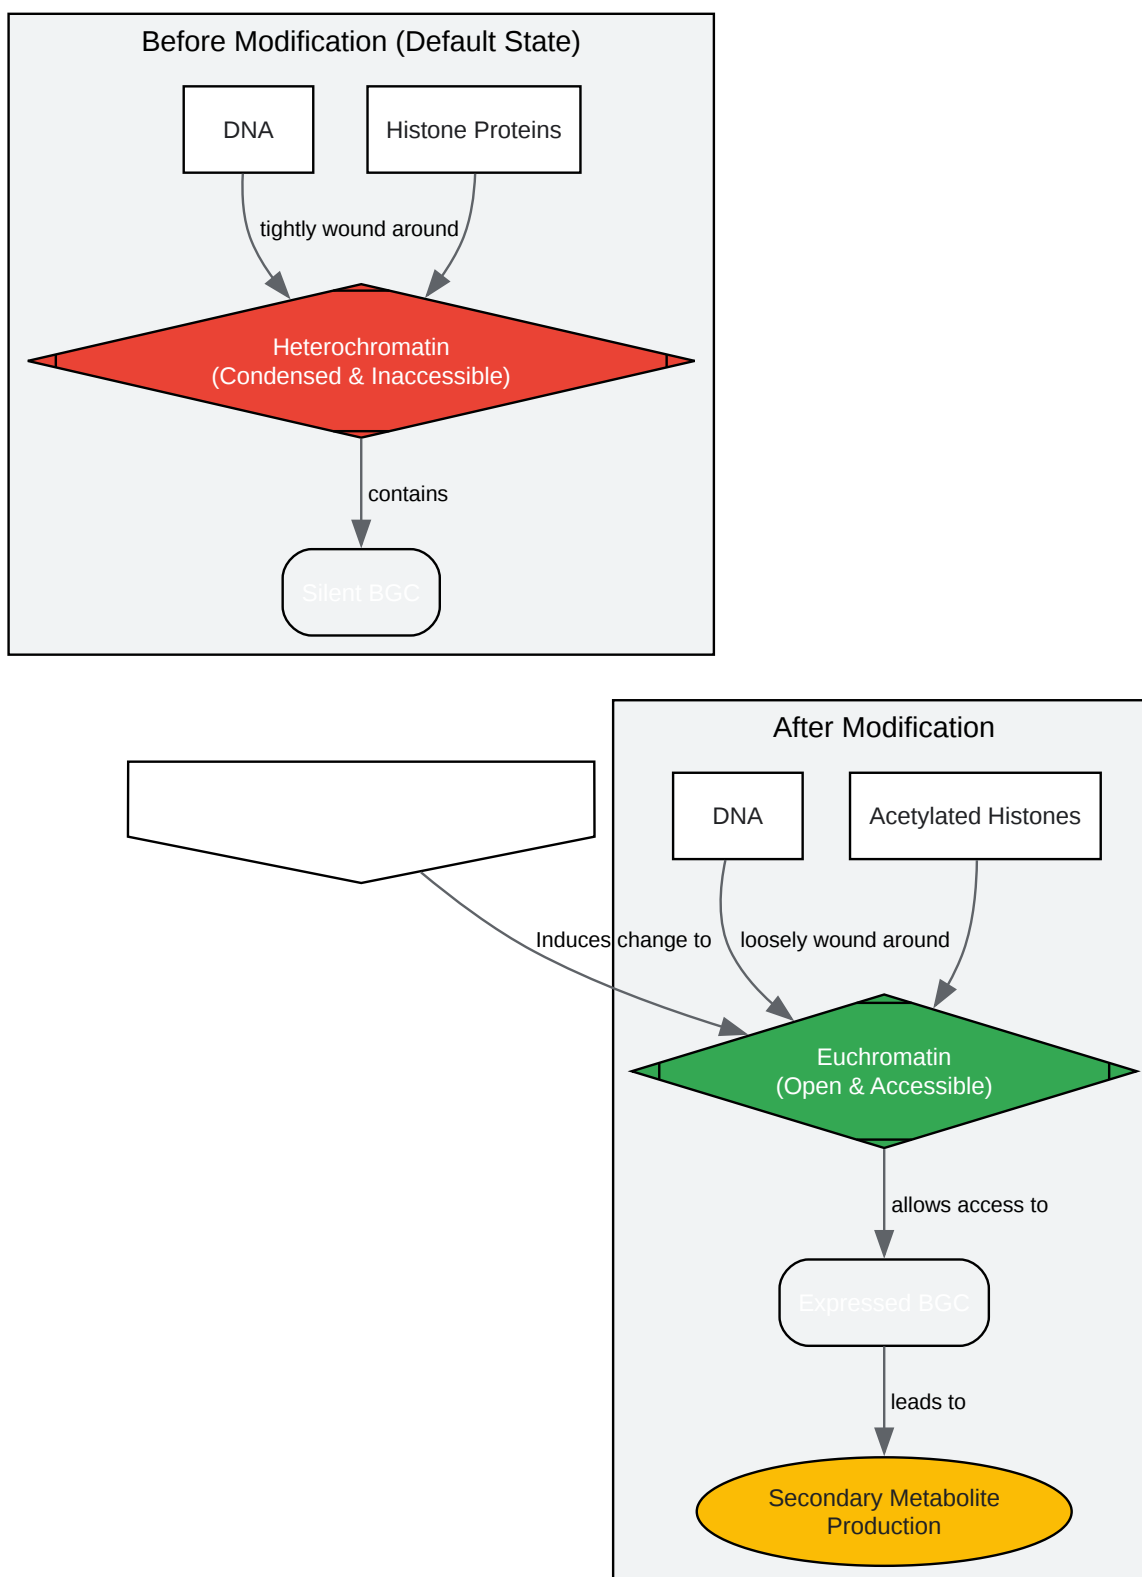 Before Modification (Default State)
DNA
Histone Proteins
tightly wound around
Heterochromatin
(Condensed & Inaccessible)
contains
Silent BGC
After Modification
DNA
Acetylated Histones
Induces change to
loosely wound around
Euchromatin
(Open & Accessible)
allows access to
Expressed BGC
leads to
Secondary Metabolite
Production